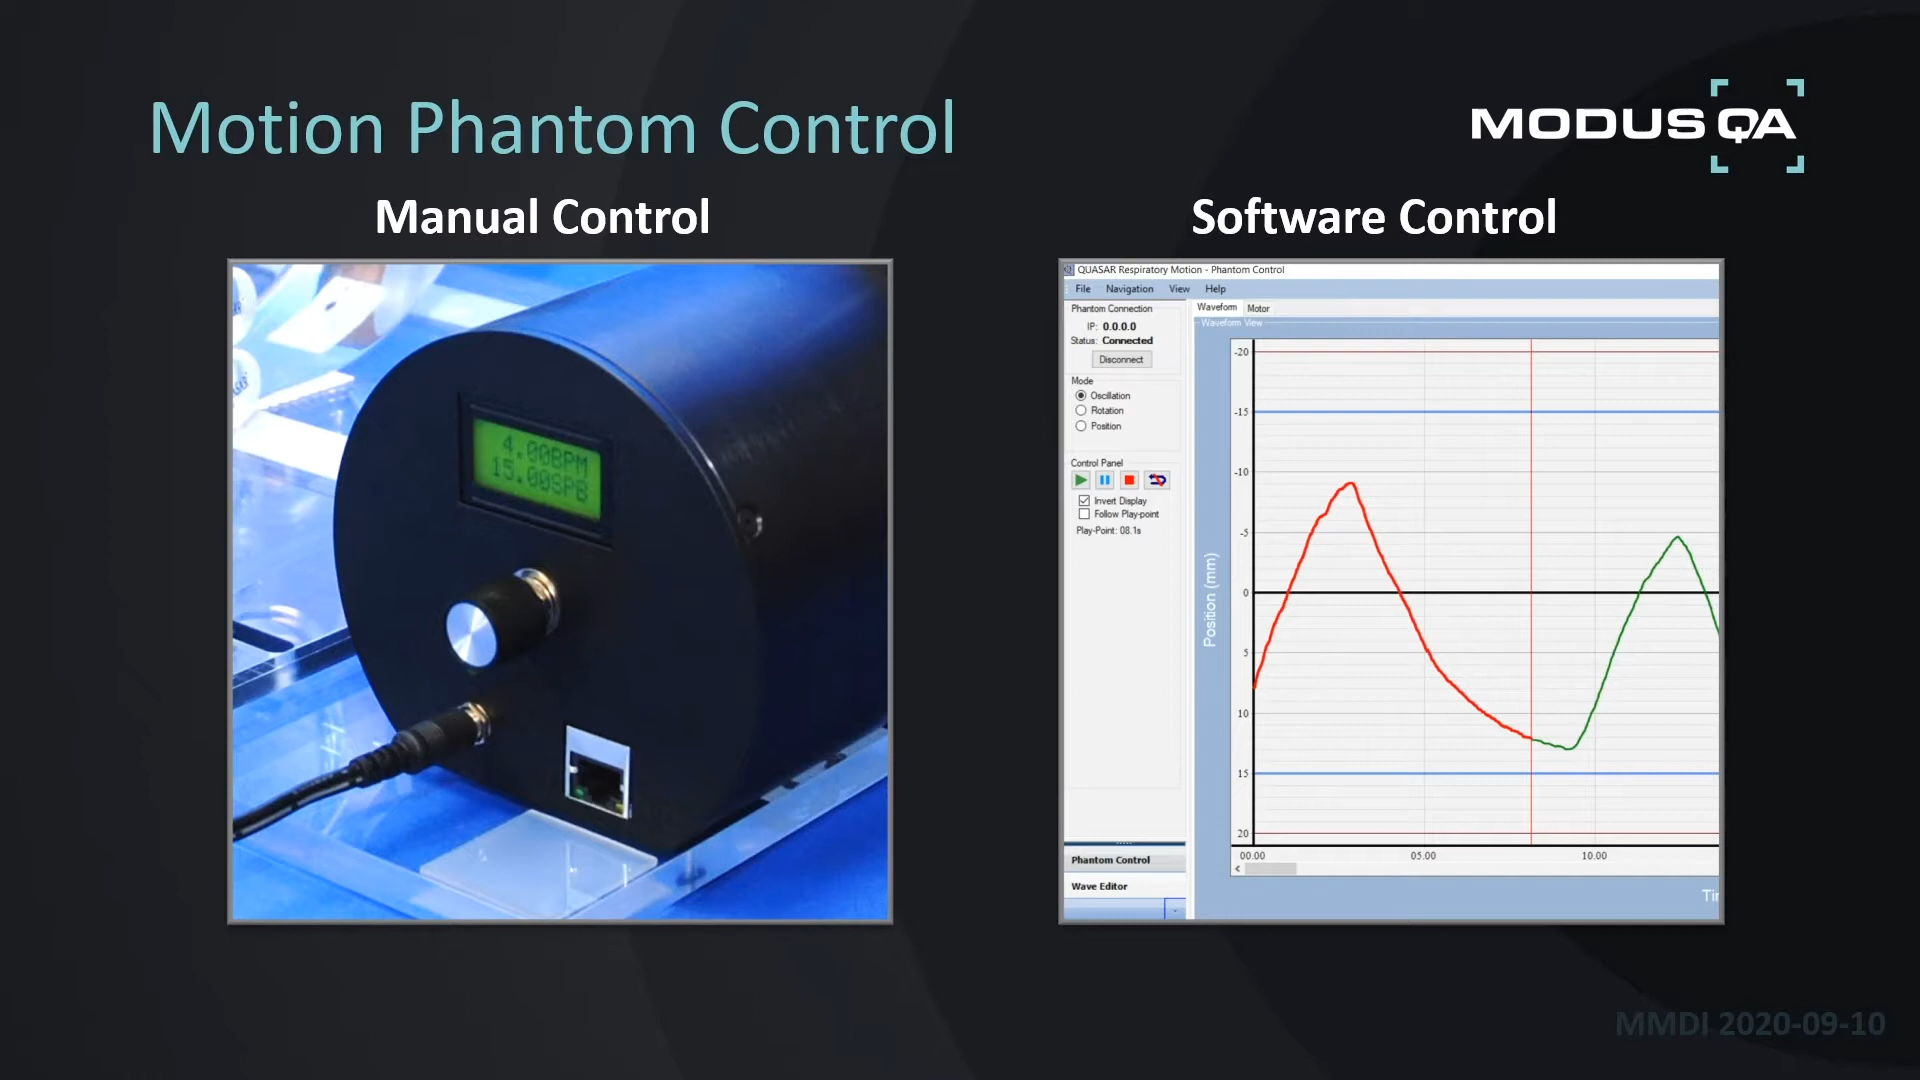 Motion Phantom Control
MODUS QA
Manual Control
Software Control
4.00BPM
15.00SPB
QUASAR Respiratory Motion - Phantom Control
File Navigation View Help
Phantom Connection
IP: 0.0.0.0
Status: Connected
Disconnect
Mode
Oscillation
Rotation
Position
Control Panel
Invert Display
Follow Play-point
Play-Point: 08.1s
Phantom Control
Wave Editor
Waveform Motor
Waveform View
Position (mm)
-20
-15
-10
-5
0
5
10
15
20
00.00 05.00 10.00
MMDI 2020-09-10